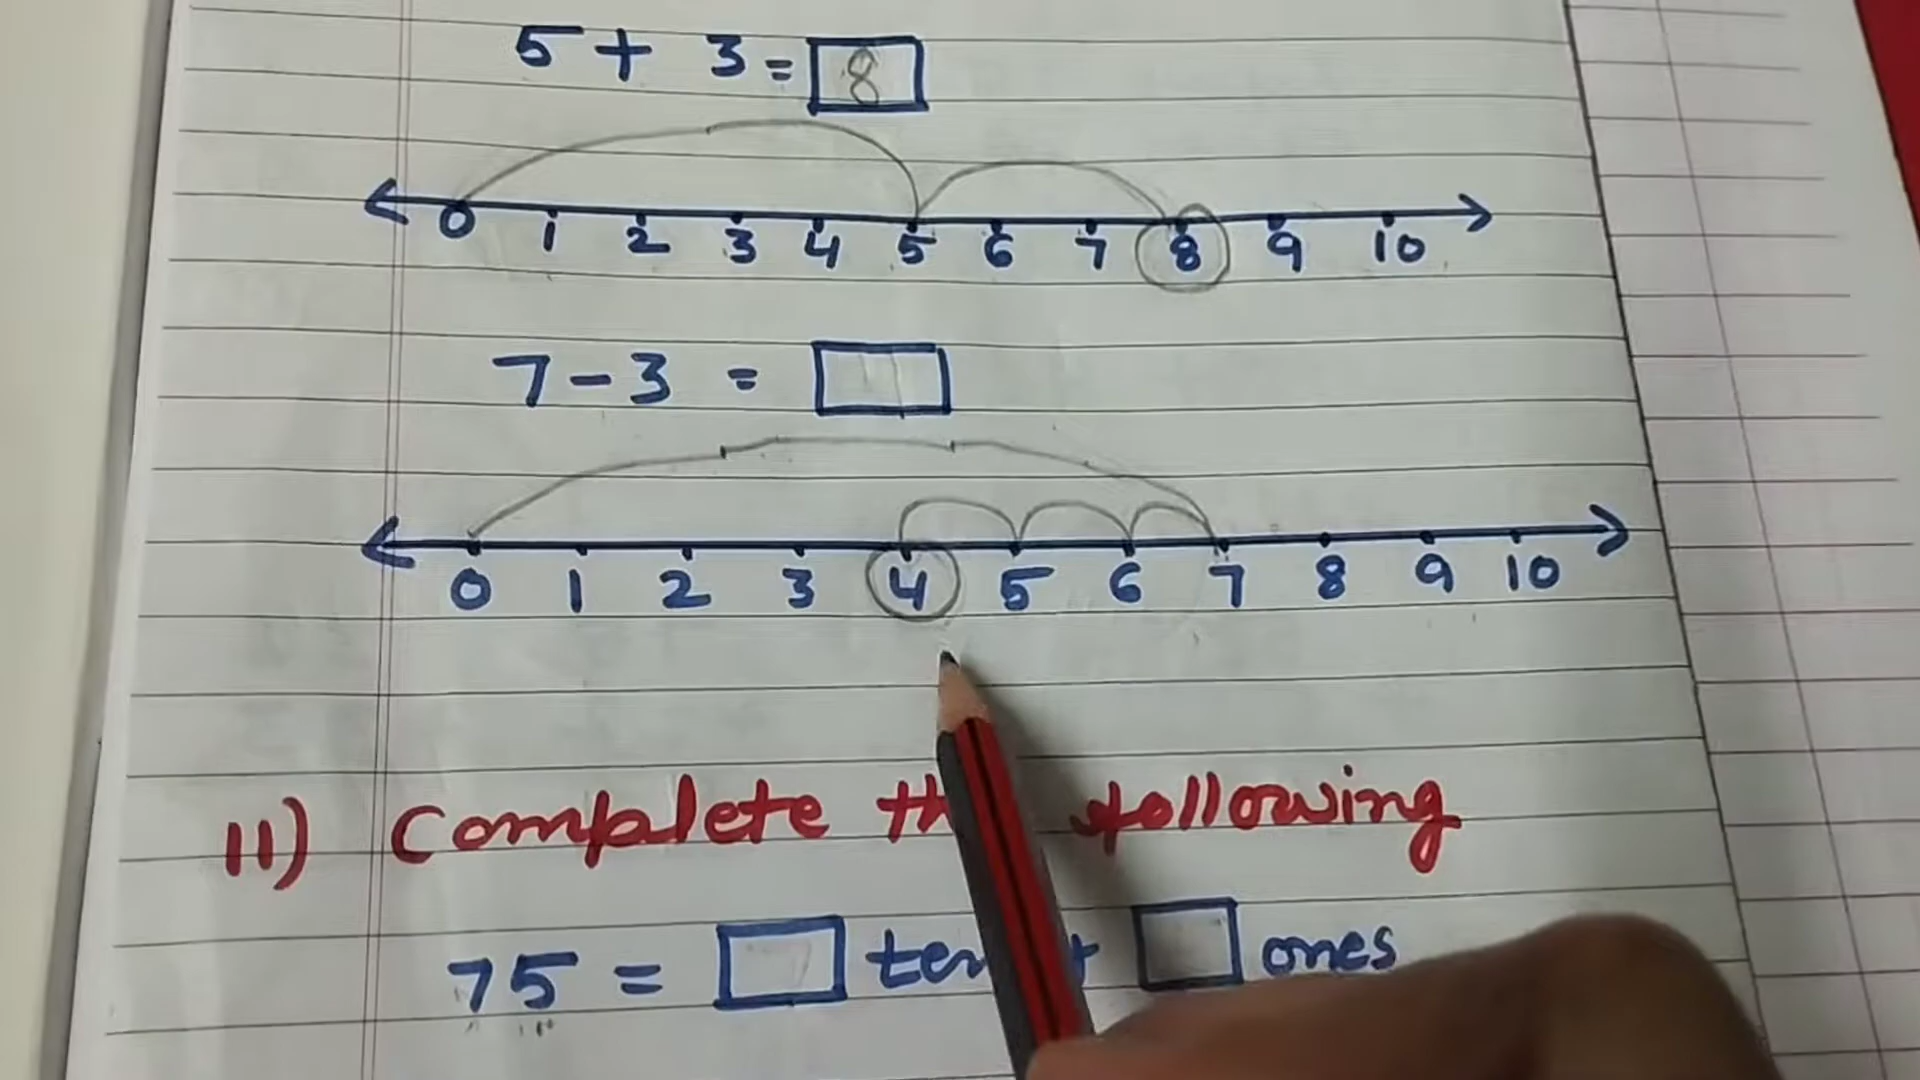 5 + 3 = 8
0 1 2 3 4 5 6 7 8 9 10
7 - 3 =
0 1 2 3 4 5 6 7 8 9 10
11) Complete following
75 = + ones